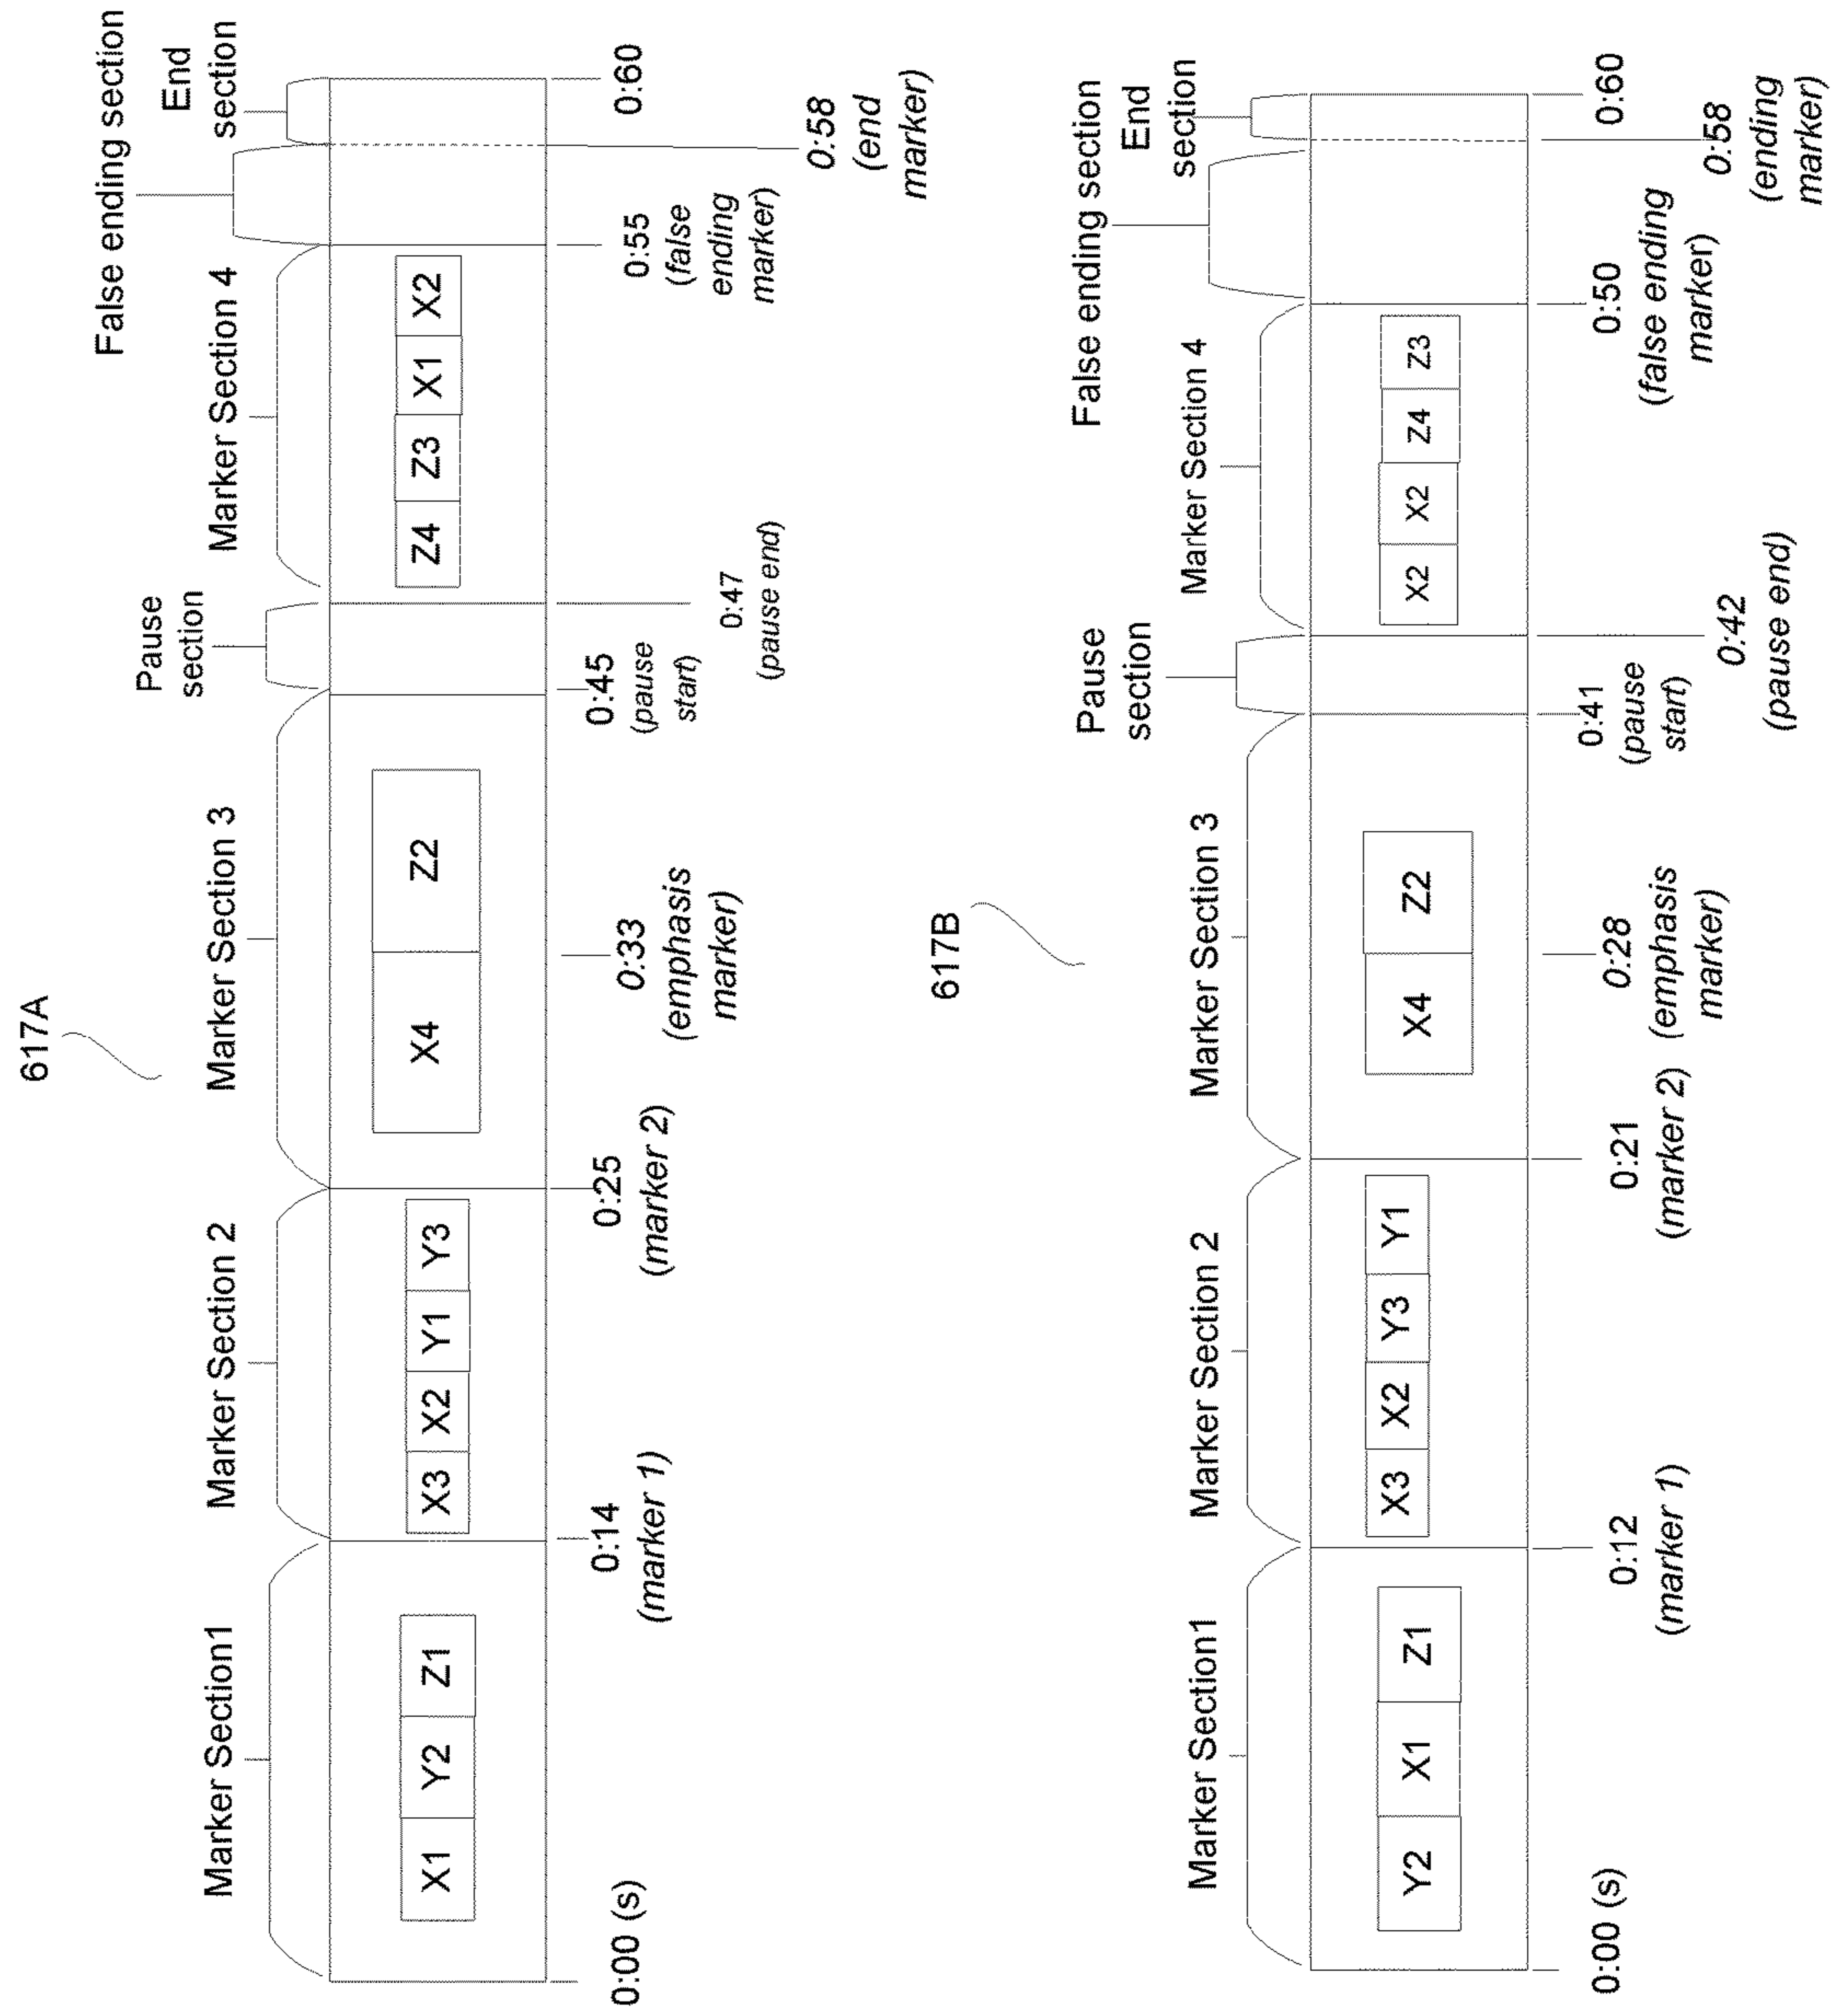 617A
Marker Section1
Marker Section 2
Marker Section 3
Pause
section
Marker Section 4
False ending section
End
section
X1 Y2 Z1
X3 X2 Y1 Y3
X4 Z2
Z4 Z3 X1 X2
0:00 (s)
0:14
(marker 1)
0:25
(marker 2)
0:33
(emphasis
marker)
0:45
(pause
start)
0:47
(pause end)
0:55
(false
ending
marker)
0:58
(end
marker)
0:60
617B
Marker Section1
Marker Section 2
Marker Section 3
Pause
section
Marker Section 4
False ending section
End
section
Y2 X1 Z1
X3 X2 Y3 Y1
X4 Z2
X2 X2 Z4 Z3
0:00 (s)
0:12
(marker 1)
0:21
(marker 2)
0:28
(emphasis
marker)
0:41
(pause
start)
0:42
(pause end)
0:50
(false ending
marker)
0:58
(ending
marker)
0:60